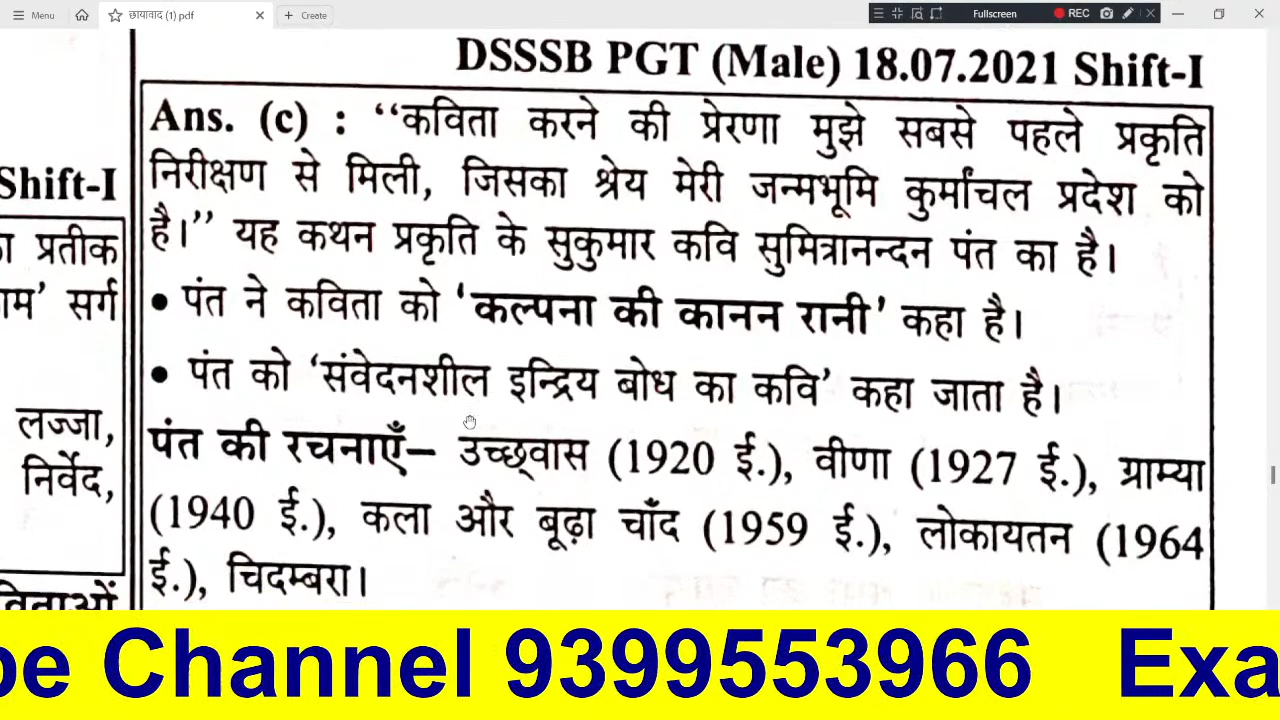 Menu
छायावाद (1).pdf
Create
Fullscreen
REC
DSSSB PGT (Male) 18.07.2021 Shift-I
Shift-I
प्रतीक
सर्ग
लज्जा,
निर्वेद,
Ans. (c) : ‘‘कविता करने की प्रेरणा मुझे सबसे पहले प्रकृति
निरीक्षण से मिली, जिसका श्रेय मेरी जन्मभूमि कुर्मांचल प्रदेश को
है।’’ यह कथन प्रकृति के सुकुमार कवि सुमित्रानन्दन पंत का है।
• पंत ने कविता को ‘कल्पना की कानन रानी’ कहा है।
• पंत को ‘संवेदनशील इन्द्रिय बोध का कवि’ कहा जाता है।
पंत की रचनाएँ– उच्छ्वास (1920 ई.), वीणा (1927 ई.), ग्राम्या
(1940 ई.), कला और बूढ़ा चाँद (1959 ई.), लोकायतन (1964
ई.), चिदम्बरा।
be Channel 9399553966 Exa